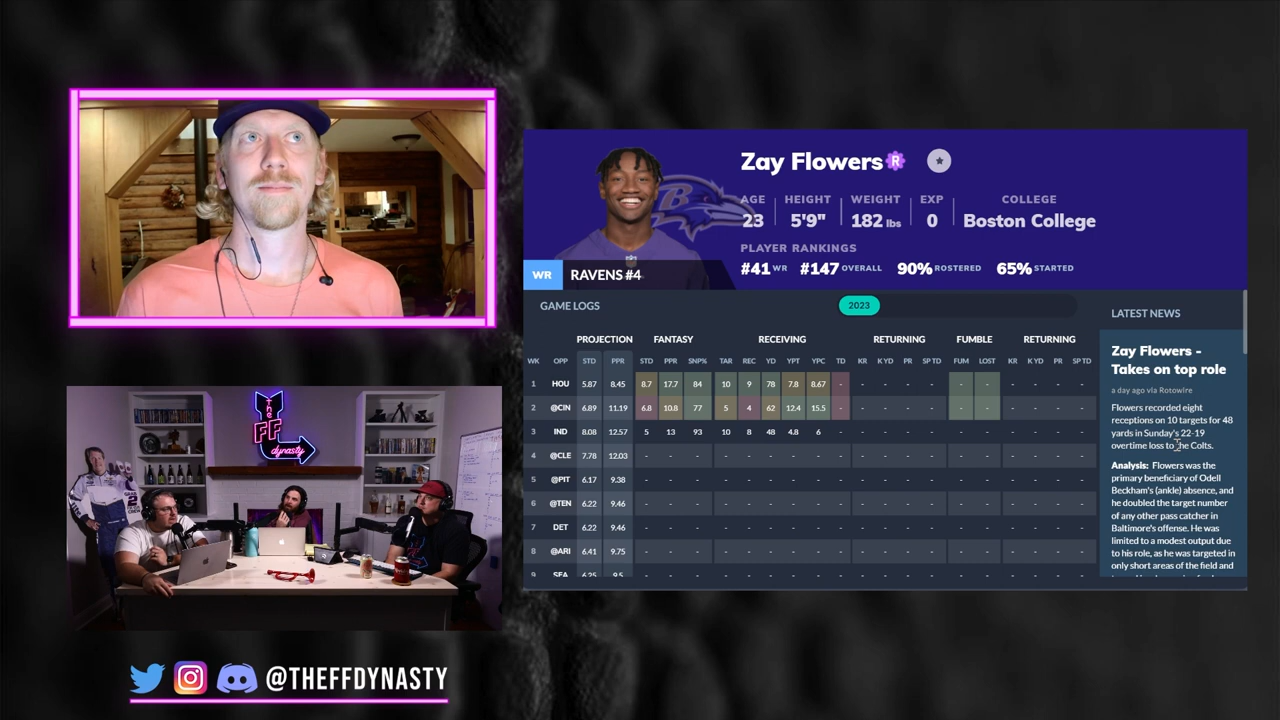 The
FF
dynasty
@THEFFDYNASTY
Zay Flowers R
AGE HEIGHT WEIGHT EXP COLLEGE
23 5'9" 182 lbs 0 Boston College
PLAYER RANKINGS
#41 WR #147 OVERALL 90% ROSTERED 65% STARTED
WR RAVENS #4
GAME LOGS 2023
PROJECTION FANTASY RECEIVING RETURNING FUMBLE RETURNING
WK OPP STD PPR STD PPR SNP% TAR REC YD YPT YPC TD KR KYD PR SP TD FUM LOST KR KYD PR SP TD
1 HOU 5.87 8.45 8.7 17.7 84 10 9 78 7.8 8.67 - - - - - - - - - - -
2 @CIN 6.89 11.19 6.8 10.8 77 5 4 62 12.4 15.5 - - - - - - - - - - -
3 IND 8.08 12.57 5 13 93 10 8 48 4.8 6
4 @CLE 7.78 12.03 - - - - - - - - - - - - - - - - - - -
5 @PIT 6.17 9.38 - - - - - - - - - - - - - - - - - - -
6 @TEN 6.22 9.46 - - - - - - - - - - - - - - - - - - -
7 DET 6.22 9.46 - - - - - - - - - - - - - - - - - - -
8 @ARI 6.41 9.75 - - - - - - - - - - - - - - - - - - -
9 SEA 6.25 9.5
LATEST NEWS
Zay Flowers -
Takes on top role
a day ago via Rotowire
Flowers recorded eight
receptions on 10 targets for 48
yards in Sunday's 22-19
overtime loss to the Colts.
Analysis: Flowers was the
primary beneficiary of Odell
Beckham's (ankle) absence, and
he doubled the target number
of any other pass catcher in
Baltimore's offense. He was
limited to a modest output due
to his role, as he was targeted in
only short areas of the field and